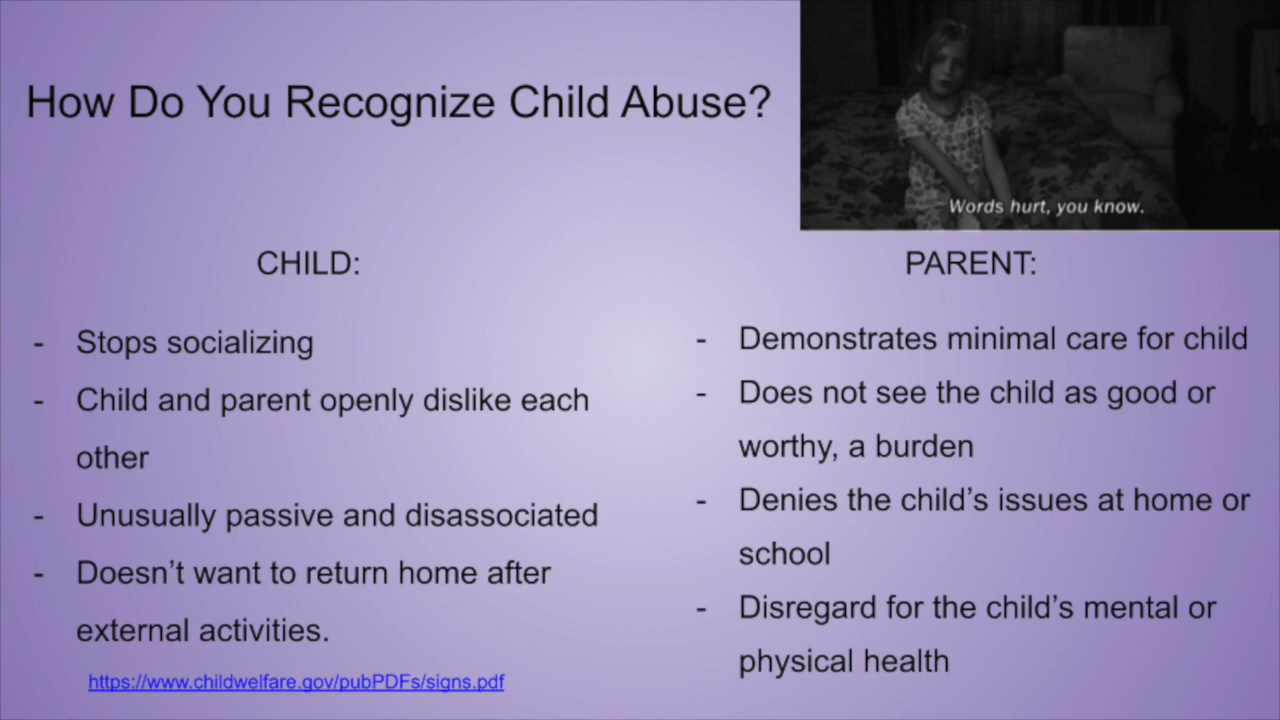 How Do You Recognize Child Abuse?
Words hurt, you know.
CHILD:
- Stops socializing
- Child and parent openly dislike each
other
- Unusually passive and disassociated
- Doesn’t want to return home after
external activities.
https://www.childwelfare.gov/pubPDFs/signs.pdf
PARENT:
- Demonstrates minimal care for child
- Does not see the child as good or
worthy, a burden
- Denies the child’s issues at home or
school
- Disregard for the child’s mental or
physical health